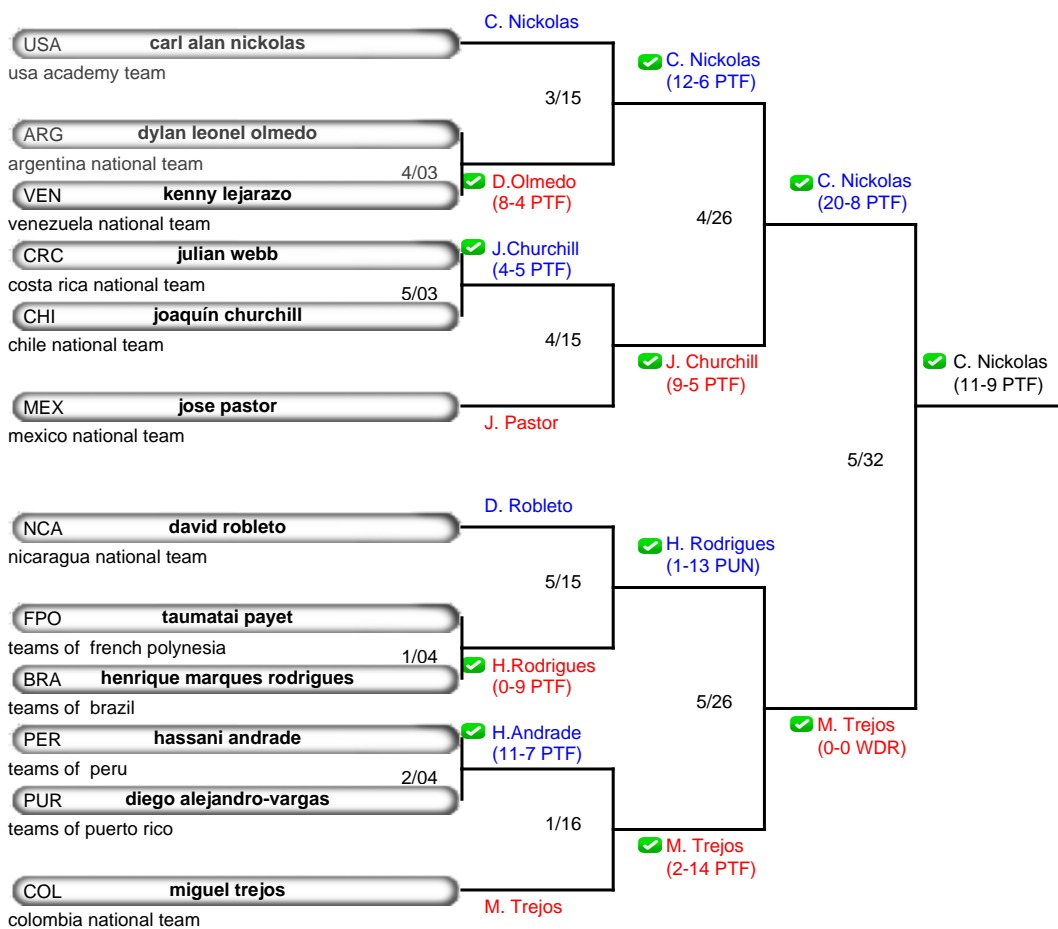 C. Nickolas
USA carl alan nickolas
usa academy team
C. Nickolas
(12-6 PTF)
3/15
ARG dylan leonel olmedo
argentina national team
4/03
D.Olmedo
(8-4 PTF)
VEN kenny lejarazo
venezuela national team
C. Nickolas
(20-8 PTF)
4/26
CRC julian webb
costa rica national team
J.Churchill
(4-5 PTF)
5/03
CHI joaquín churchill
chile national team
4/15
J. Churchill
(9-5 PTF)
C. Nickolas
(11-9 PTF)
MEX jose pastor
mexico national team
J. Pastor
5/32
D. Robleto
NCA david robleto
nicaragua national team
H. Rodrigues
(1-13 PUN)
5/15
FPO taumatai payet
teams of  french polynesia
1/04
H.Rodrigues
(0-9 PTF)
BRA henrique marques rodrigues
teams of  brazil
5/26
M. Trejos
(0-0 WDR)
PER hassani andrade
teams of  peru
H.Andrade
(11-7 PTF)
2/04
PUR diego alejandro-vargas
teams of puerto rico
1/16
M. Trejos
(2-14 PTF)
COL miguel trejos
colombia national team
M. Trejos